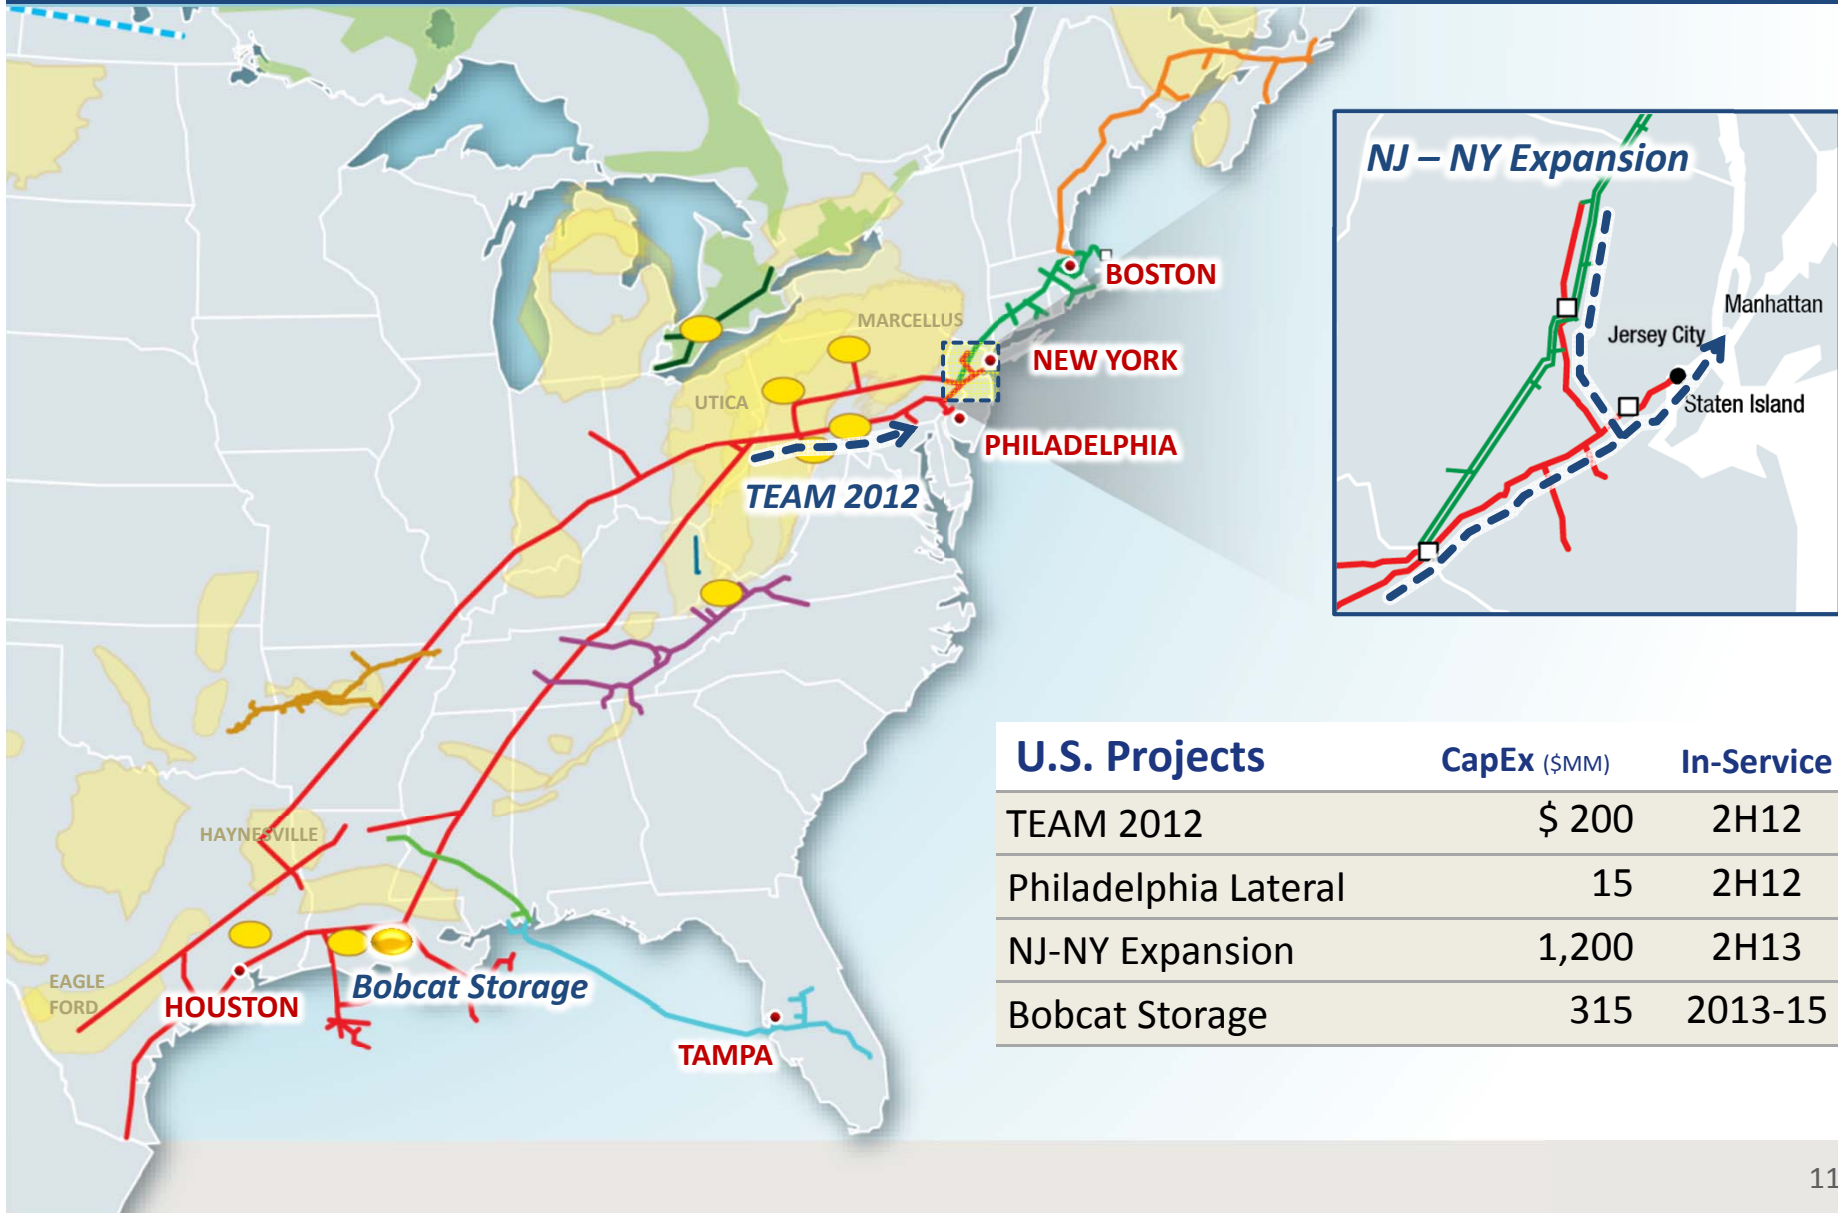 NJ – NY Expansion
Manhattan
Jersey City
Staten Island
BOSTON
MARCELLUS
NEW YORK
UTICA
PHILADELPHIA
TEAM 2012
HAYNESVILLE
EAGLE
FORD
HOUSTON
Bobcat Storage
TAMPA
U.S. Projects CapEx ($MM) In-Service
TEAM 2012 $ 200 2H12
Philadelphia Lateral 15 2H12
NJ-NY Expansion 1,200 2H13
Bobcat Storage 315 2013-15
11